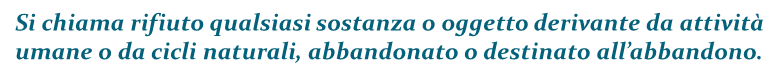 Si chiama rifiuto qualsiasi sostanza o oggetto derivante da attività
umane o da cicli naturali, abbandonato o destinato all’abbandono.